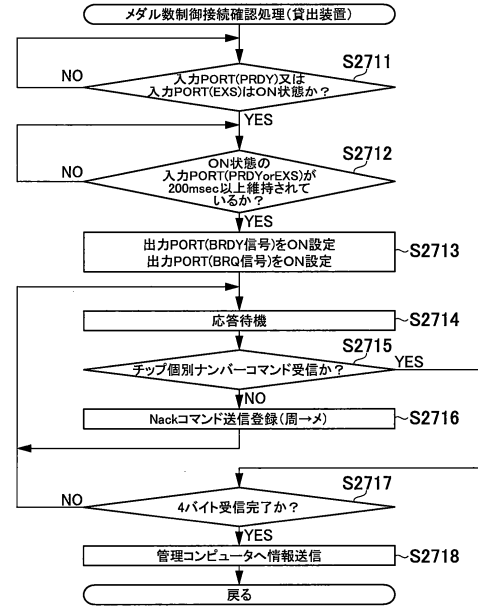 メダル数制御接続確認処理(貸出装置)
S2711
入力PORT(PRDY)又は
入力PORT(EXS)はON状態か?
NO
YES
S2712
ON状態の
入力PORT(PRDYorEXS)が
200msec以上維持されて
いるか?
NO
YES
出力PORT(BRDY信号)をON設定
出力PORT(BRQ信号)をON設定
S2713
応答待機
S2714
S2715
チップ個別ナンバーコマンド受信か?
YES
NO
Nackコマンド送信登録(周→メ)
S2716
S2717
4バイト受信完了か?
NO
YES
管理コンピュータへ情報送信
S2718
戻る